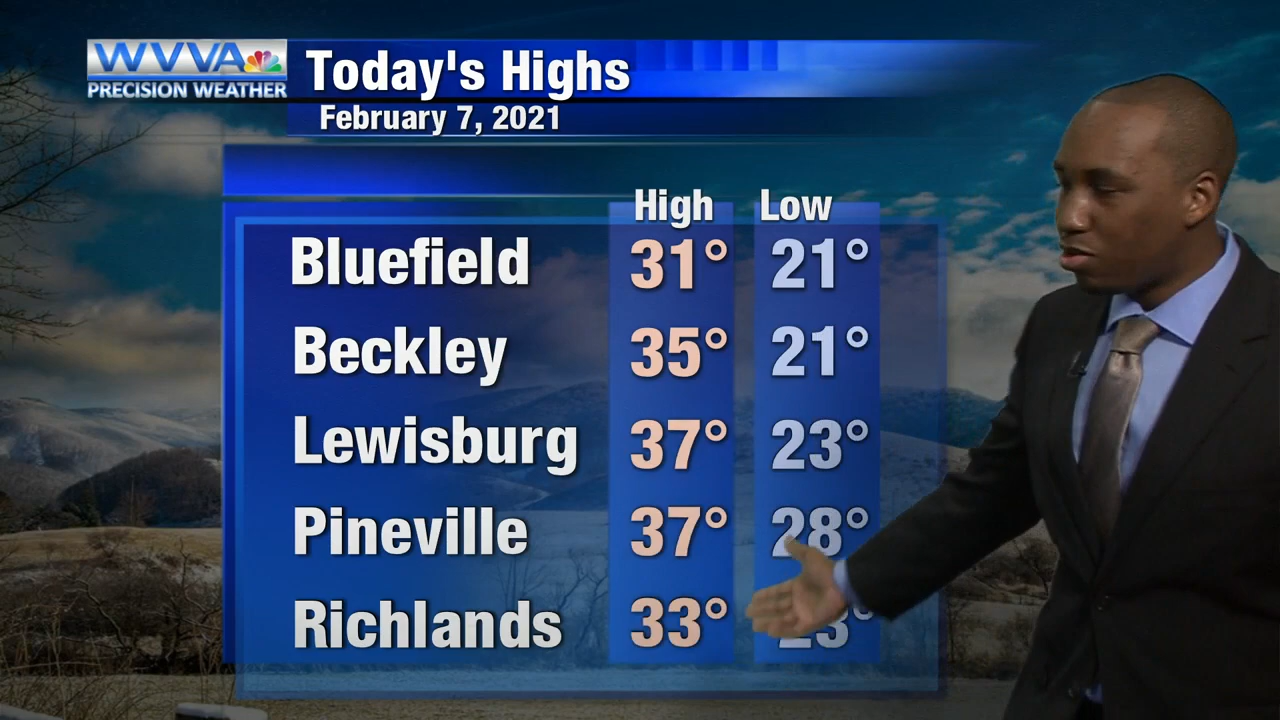 WVVA
PRECISION WEATHER
Today's Highs
February 7, 2021
High Low
Bluefield 31° 21°
Beckley 35° 21°
Lewisburg 37° 23°
Pineville 37° 28°
Richlands 33°